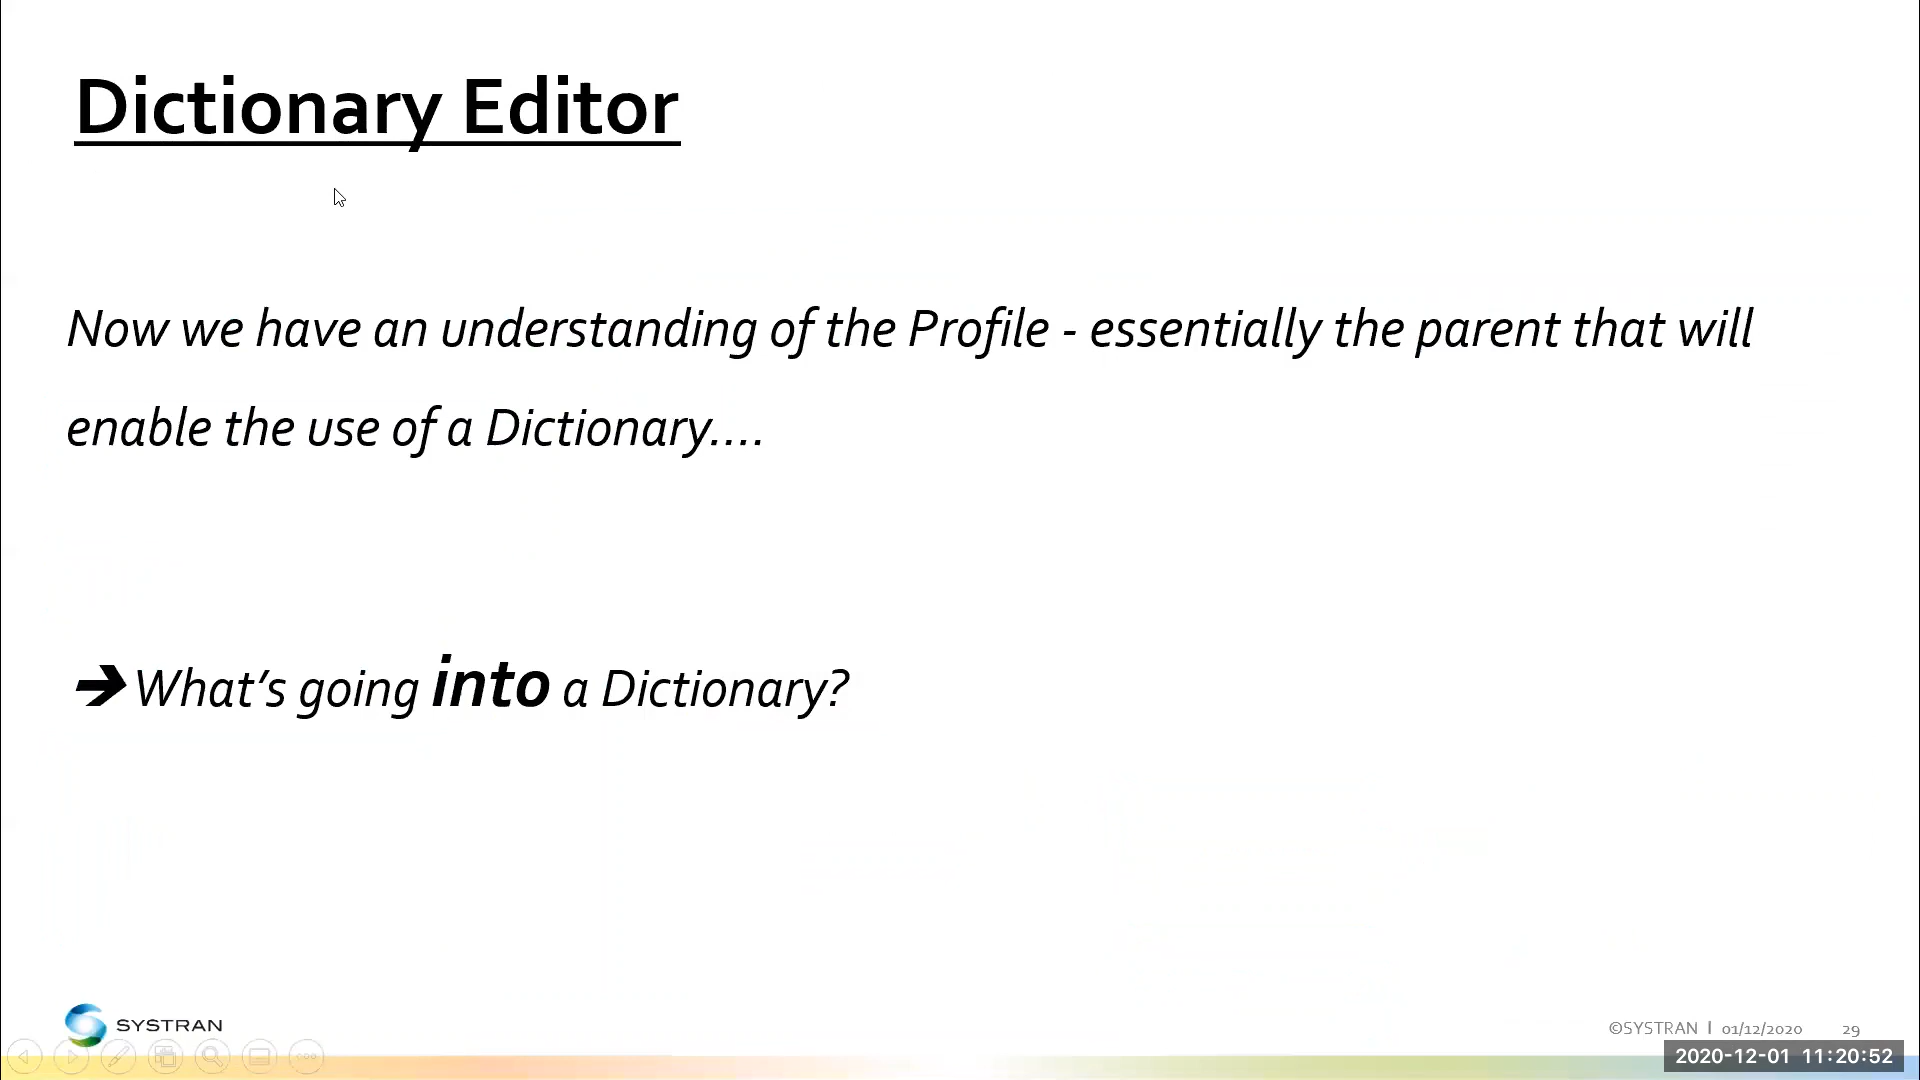 Dictionary Editor
Now we have an understanding of the Profile - essentially the parent that will
enable the use of a Dictionary....
➔ What's going into a Dictionary?
SYSTRAN
©SYSTRAN I 01/12/2020 29
2020-12-01 11:20:52